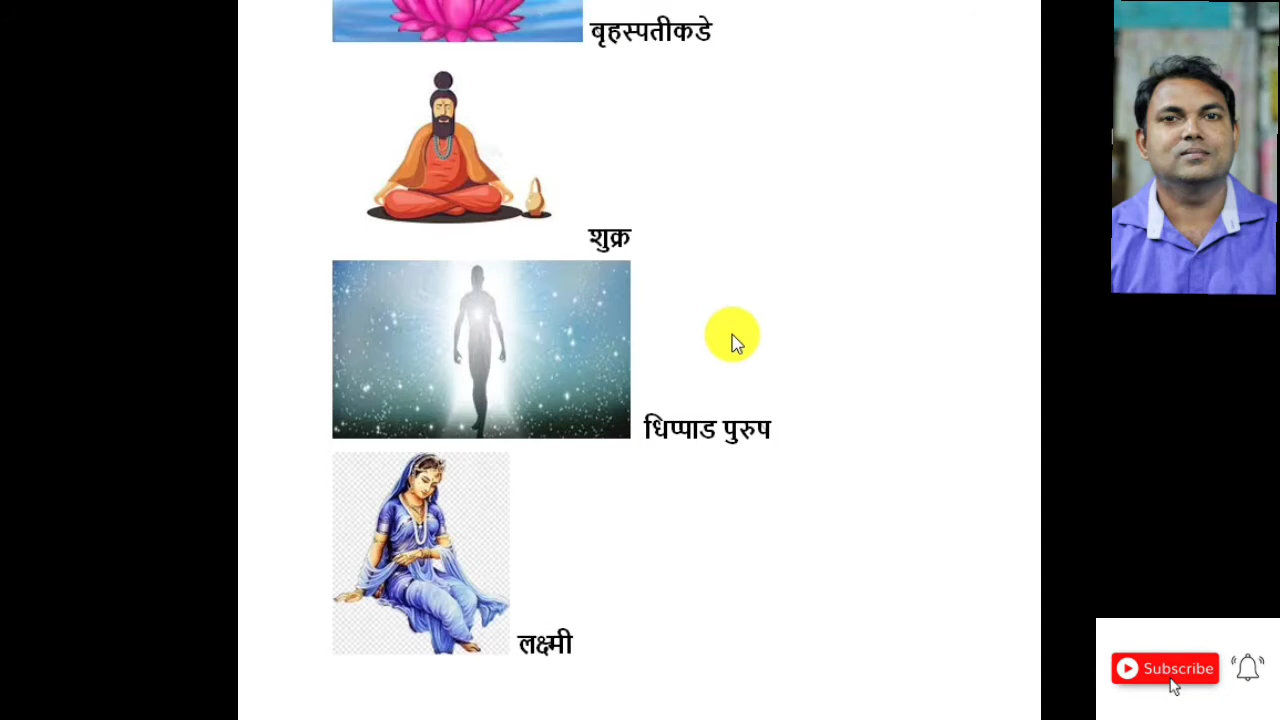 बृहस्पतीकडे
शुक्र
धिप्पाड पुरुप
लक्ष्मी
Subscribe